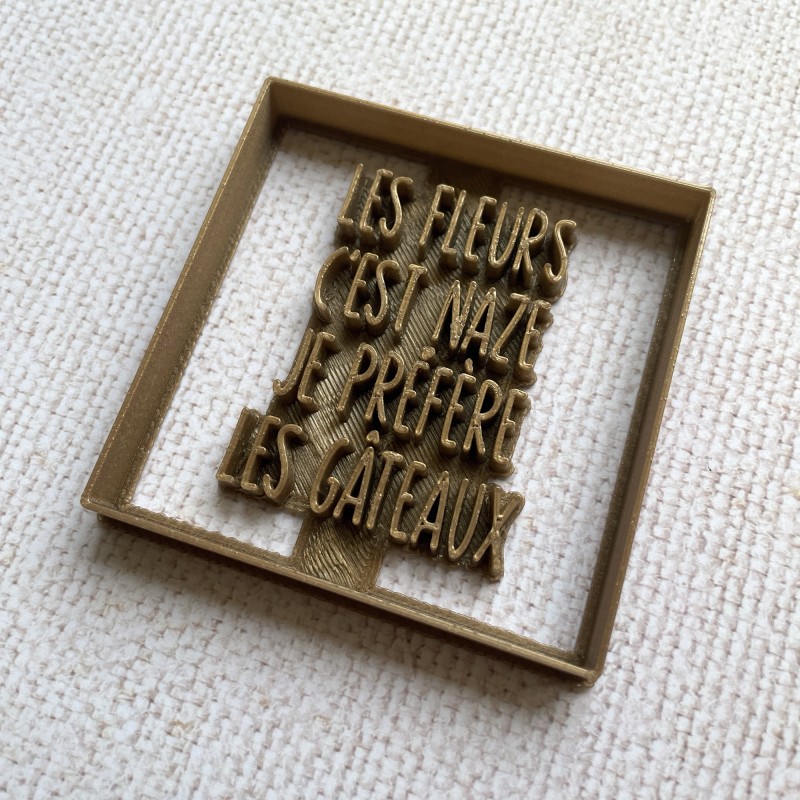 LES FLEURS
C'EST NAZE
JE PRÉFÈRE
LES GÂTEAUX